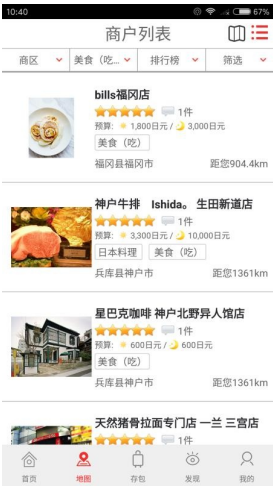 10:40
67%
商户列表
商区
美食（吃...
排行榜
筛选
bills福冈店
1件
预算: 1,800日元 / 3,000日元
美食（吃）
福冈县福冈市
距您904.4km
神户牛排 Ishida。 生田新道店
1件
预算: 3,300日元 / 10,000日元
日本料理
美食（吃）
兵库县神户市
距您1361km
星巴克咖啡 神户北野异人馆店
1件
预算: 600日元 / 600日元
美食（吃）
兵库县神户市
距您1361km
天然猪骨拉面专门店 一兰 三宫店
1件
首页
地图
存包
发现
我的